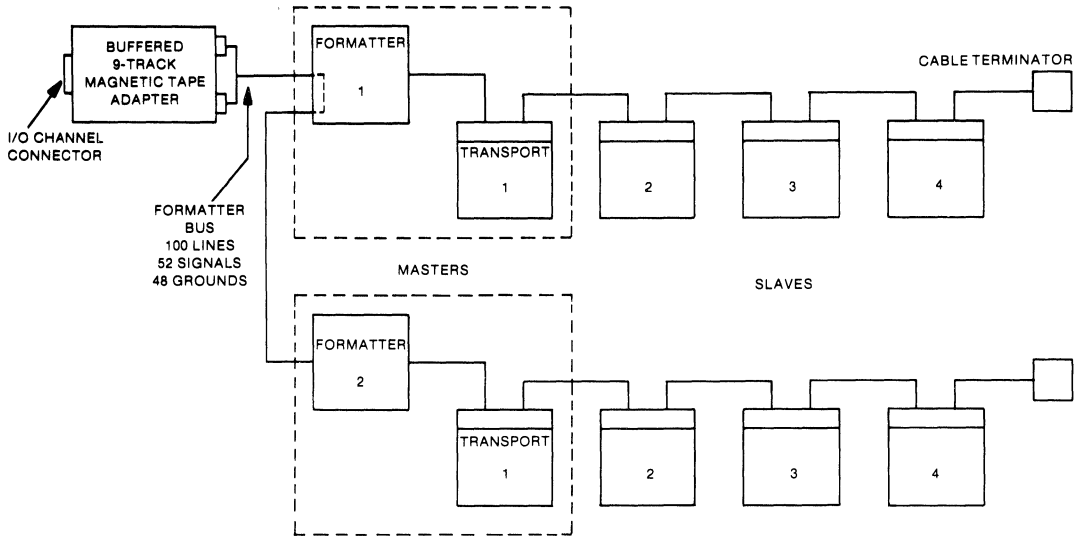 BUFFERED
9-TRACK
MAGNETIC TAPE
ADAPTER
I/O CHANNEL
CONNECTOR
FORMATTER
BUS
100 LINES
52 SIGNALS
48 GROUNDS
FORMATTER
1
TRANSPORT
1
2
3
4
CABLE TERMINATOR
MASTERS
SLAVES
FORMATTER
2
TRANSPORT
1
2
3
4